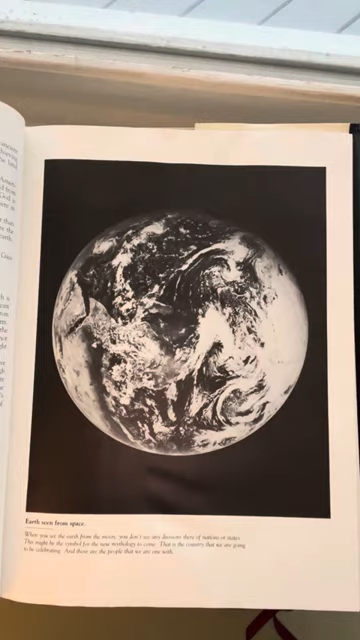 Earth seen from space.
When you see the earth from the moon, you don't see any divisions there of nations or states.
This might be the symbol for the new mythology to come. That is the country that we are going
to be celebrating. And those are the people that we are one with.